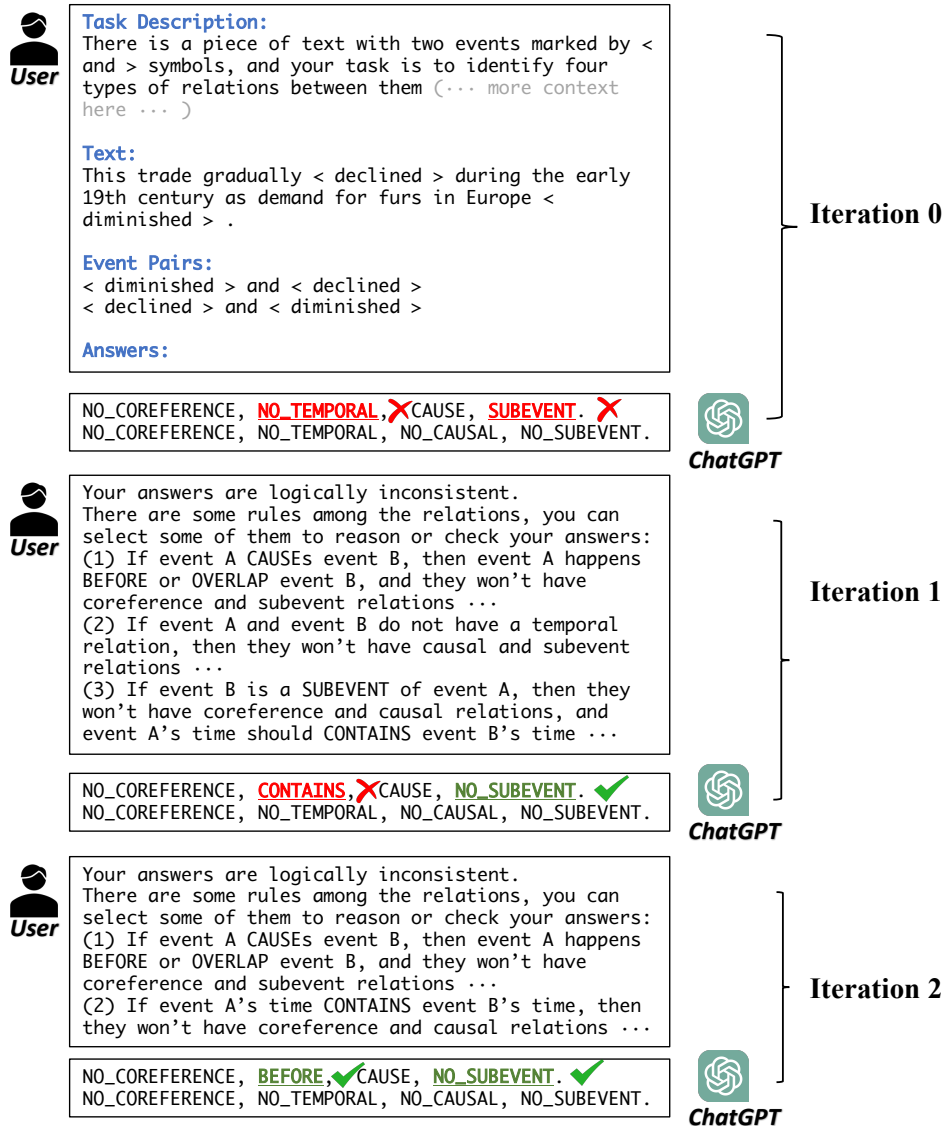 User
Task Description:
There is a piece of text with two events marked by <
and > symbols, and your task is to identify four
types of relations between them (··· more context
here ··· )
Text:
This trade gradually < declined > during the early
19th century as demand for furs in Europe <
diminished > .
Event Pairs:
< diminished > and < declined >
< declined > and < diminished >
Answers:
Iteration 0
NO_COREFERENCE, NO_TEMPORAL, CAUSE, SUBEVENT.
NO_COREFERENCE, NO_TEMPORAL, NO_CAUSAL, NO_SUBEVENT.
ChatGPT
User
Your answers are logically inconsistent.
There are some rules among the relations, you can
select some of them to reason or check your answers:
(1) If event A CAUSEs event B, then event A happens
BEFORE or OVERLAP event B, and they won't have
coreference and subevent relations ···
(2) If event A and event B do not have a temporal
relation, then they won't have causal and subevent
relations ···
(3) If event B is a SUBEVENT of event A, then they
won't have coreference and causal relations, and
event A's time should CONTAINS event B's time ···
Iteration 1
NO_COREFERENCE, CONTAINS, CAUSE, NO_SUBEVENT.
NO_COREFERENCE, NO_TEMPORAL, NO_CAUSAL, NO_SUBEVENT.
ChatGPT
User
Your answers are logically inconsistent.
There are some rules among the relations, you can
select some of them to reason or check your answers:
(1) If event A CAUSEs event B, then event A happens
BEFORE or OVERLAP event B, and they won't have
coreference and subevent relations ···
(2) If event A's time CONTAINS event B's time, then
they won't have coreference and causal relations ···
Iteration 2
NO_COREFERENCE, BEFORE, CAUSE, NO_SUBEVENT.
NO_COREFERENCE, NO_TEMPORAL, NO_CAUSAL, NO_SUBEVENT.
ChatGPT